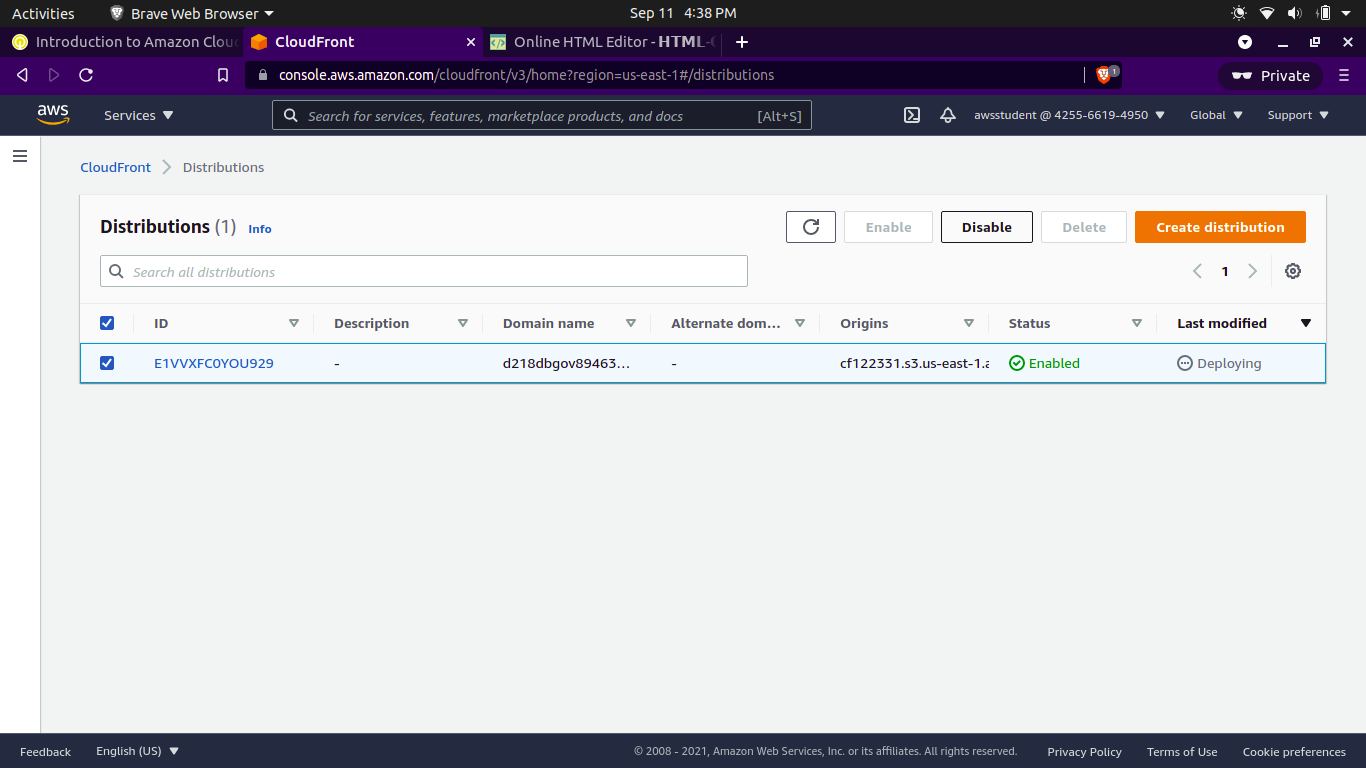 Activities Brave Web Browser Sep 11 4:38 PM
Introduction to Amazon Clou CloudFront Online HTML Editor - HTML-
console.aws.amazon.com/cloudfront/v3/home?region=us-east-1#/distributions 1 Private
aws Services Search for services, features, marketplace products, and docs [Alt+S] awsstudent @ 4255-6619-4950 Global Support
CloudFront Distributions
Distributions (1) Info Enable Disable Delete Create distribution
Search all distributions 1
ID Description Domain name Alternate dom... Origins Status Last modified
E1VVXFC0YOU929 - d218dbgov89463... - cf122331.s3.us-east-1.a Enabled Deploying
Feedback English (US) © 2008 - 2021, Amazon Web Services, Inc. or its affiliates. All rights reserved. Privacy Policy Terms of Use Cookie preferences